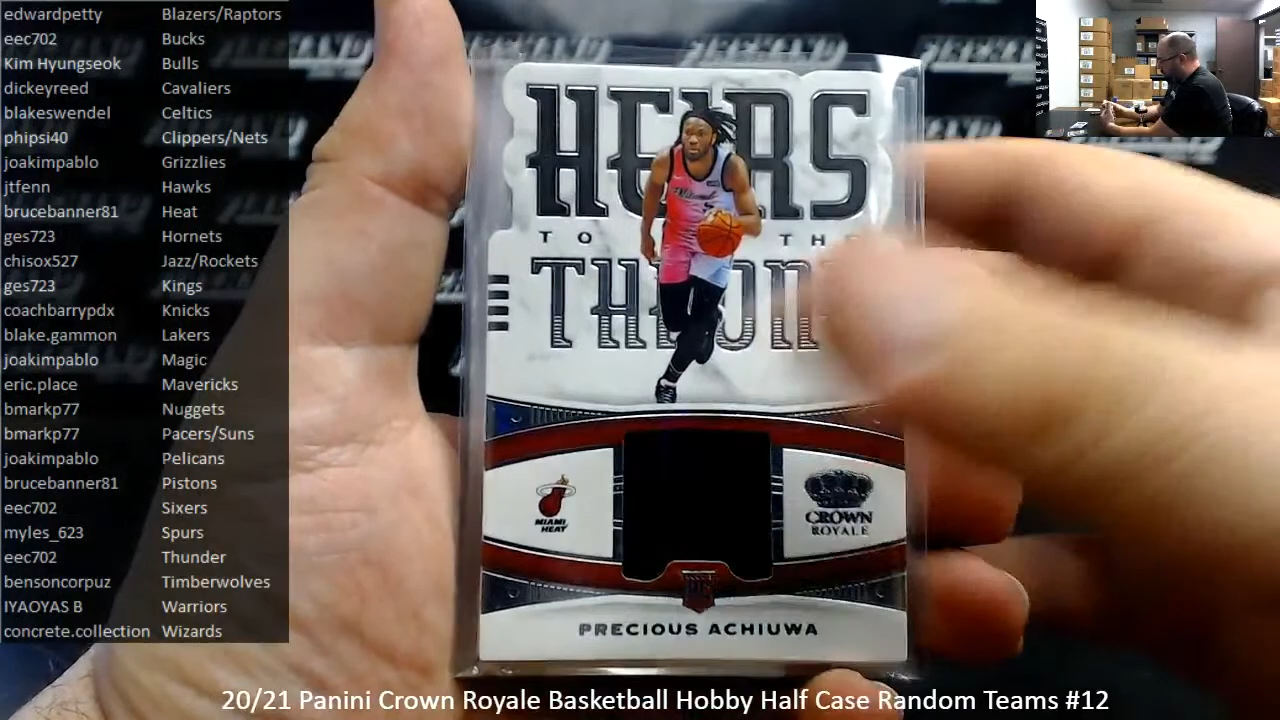 edwardpetty Blazers/Raptors
eec702 Bucks
Kim Hyungseok Bulls
dickeyreed Cavaliers
blakeswendel Celtics
phipsi40 Clippers/Nets
joakimpablo Grizzlies
jtfenn Hawks
brucebanner81 Heat
ges723 Hornets
chisox527 Jazz/Rockets
ges723 Kings
coachbarrypdx Knicks
blake.gammon Lakers
joakimpablo Magic
eric.place Mavericks
bmarkp77 Nuggets
bmarkp77 Pacers/Suns
joakimpablo Pelicans
brucebanner81 Pistons
eec702 Sixers
myles_623 Spurs
eec702 Thunder
bensoncorpuz Timberwolves
IYAOYAS B Warriors
concrete.collection Wizards
HEIRS
TO THE
THRONE
MIAMI
HEAT
CROWN
ROYALE
RC
PRECIOUS ACHIUWA
20/21 Panini Crown Royale Basketball Hobby Half Case Random Teams #12